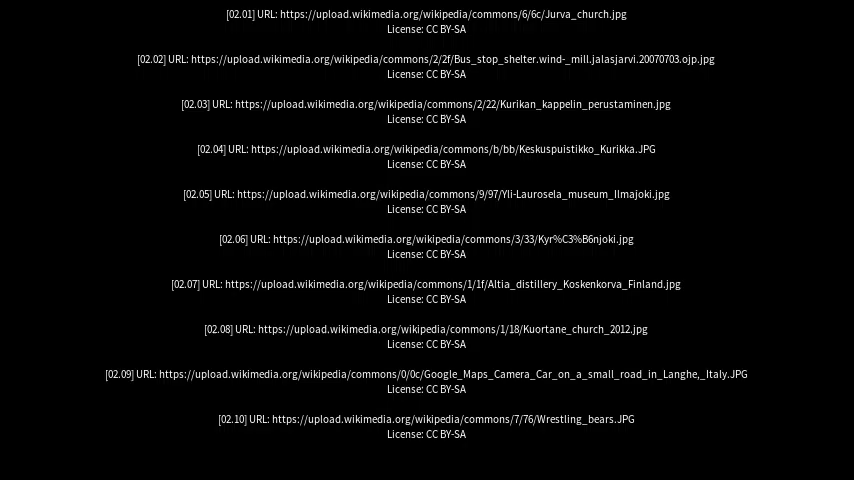 [02.01] URL: https://upload.wikimedia.org/wikipedia/commons/6/6c/Jurva_church.jpg
License: CC BY-SA
[02.02] URL: https://upload.wikimedia.org/wikipedia/commons/2/2f/Bus_stop_shelter.wind-_mill.jalasjarvi.20070703.ojp.jpg
License: CC BY-SA
[02.03] URL: https://upload.wikimedia.org/wikipedia/commons/2/22/Kurikan_kappelin_perustaminen.jpg
License: CC BY-SA
[02.04] URL: https://upload.wikimedia.org/wikipedia/commons/b/bb/Keskuspuistikko_Kurikka.JPG
License: CC BY-SA
[02.05] URL: https://upload.wikimedia.org/wikipedia/commons/9/97/Yli-Laurosela_museum_Ilmajoki.jpg
License: CC BY-SA
[02.06] URL: https://upload.wikimedia.org/wikipedia/commons/3/33/Kyr%C3%B6njoki.jpg
License: CC BY-SA
[02.07] URL: https://upload.wikimedia.org/wikipedia/commons/1/1f/Altia_distillery_Koskenkorva_Finland.jpg
License: CC BY-SA
[02.08] URL: https://upload.wikimedia.org/wikipedia/commons/1/18/Kuortane_church_2012.jpg
License: CC BY-SA
[02.09] URL: https://upload.wikimedia.org/wikipedia/commons/0/0c/Google_Maps_Camera_Car_on_a_small_road_in_Langhe,_Italy.JPG
License: CC BY-SA
[02.10] URL: https://upload.wikimedia.org/wikipedia/commons/7/76/Wrestling_bears.JPG
License: CC BY-SA